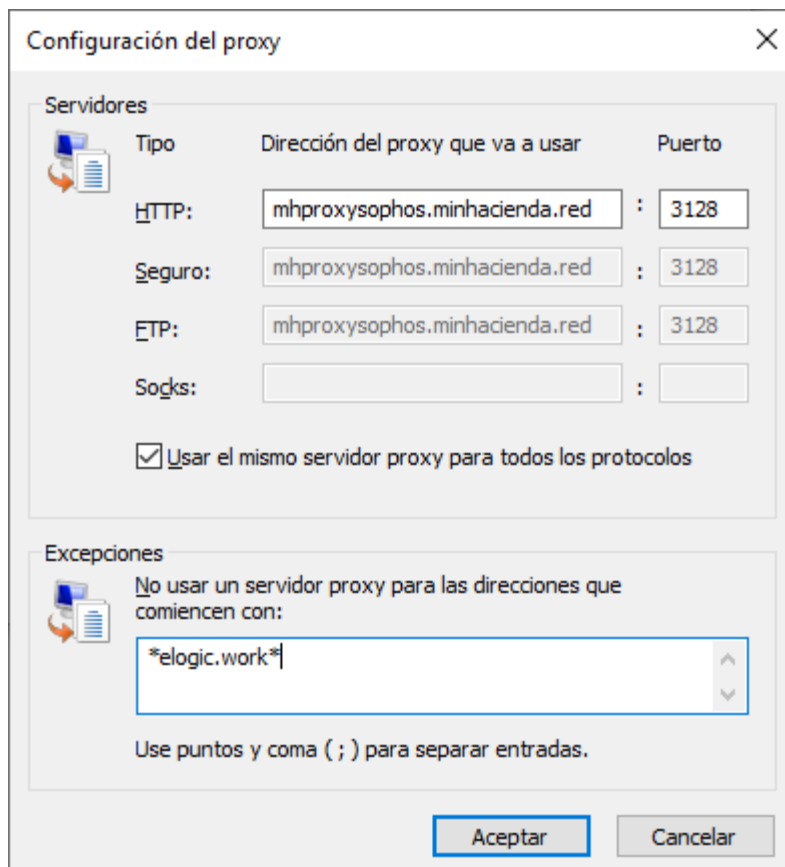 Configuración del proxy
Servidores
Tipo Dirección del proxy que va a usar Puerto
HTTP: mhproxysophos.minhacienda.red : 3128
Seguro: mhproxysophos.minhacienda.red : 3128
FTP: mhproxysophos.minhacienda.red : 3128
Socks: :
Usar el mismo servidor proxy para todos los protocolos
Excepciones
No usar un servidor proxy para las direcciones que
comiencen con:
*elogic.work*
Use puntos y coma ( ; ) para separar entradas.
Aceptar Cancelar